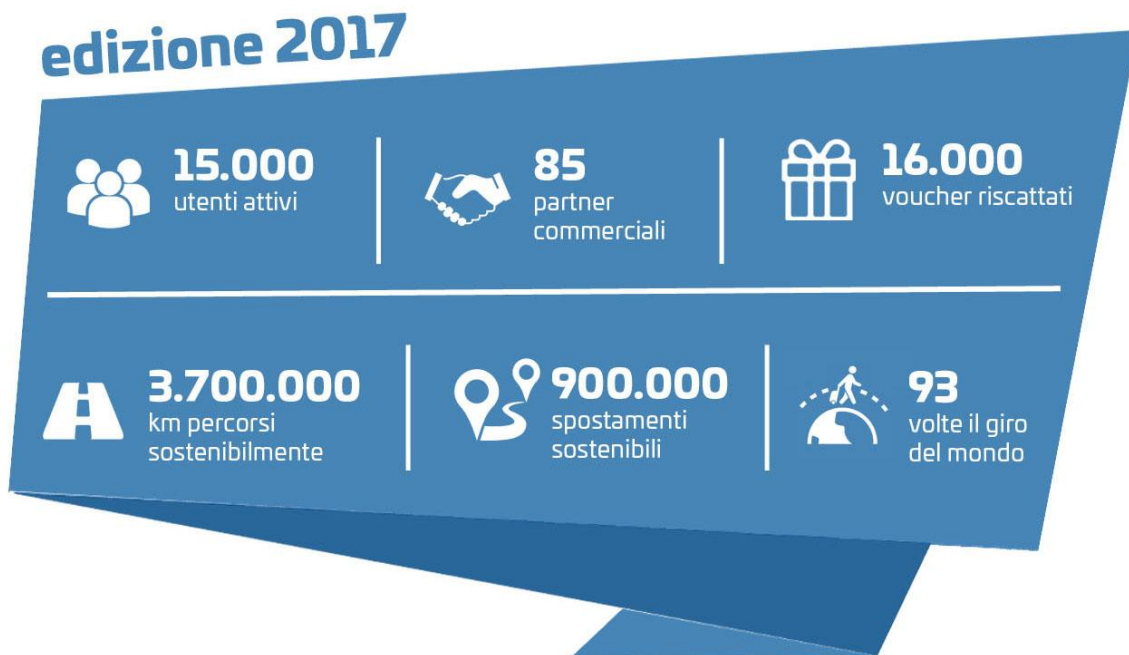 edizione 2017
15.000
utenti attivi
85
partner
commerciali
16.000
voucher riscattati
3.700.000
km percorsi
sostenibilmente
900.000
spostamenti
sostenibili
93
volte il giro
del mondo